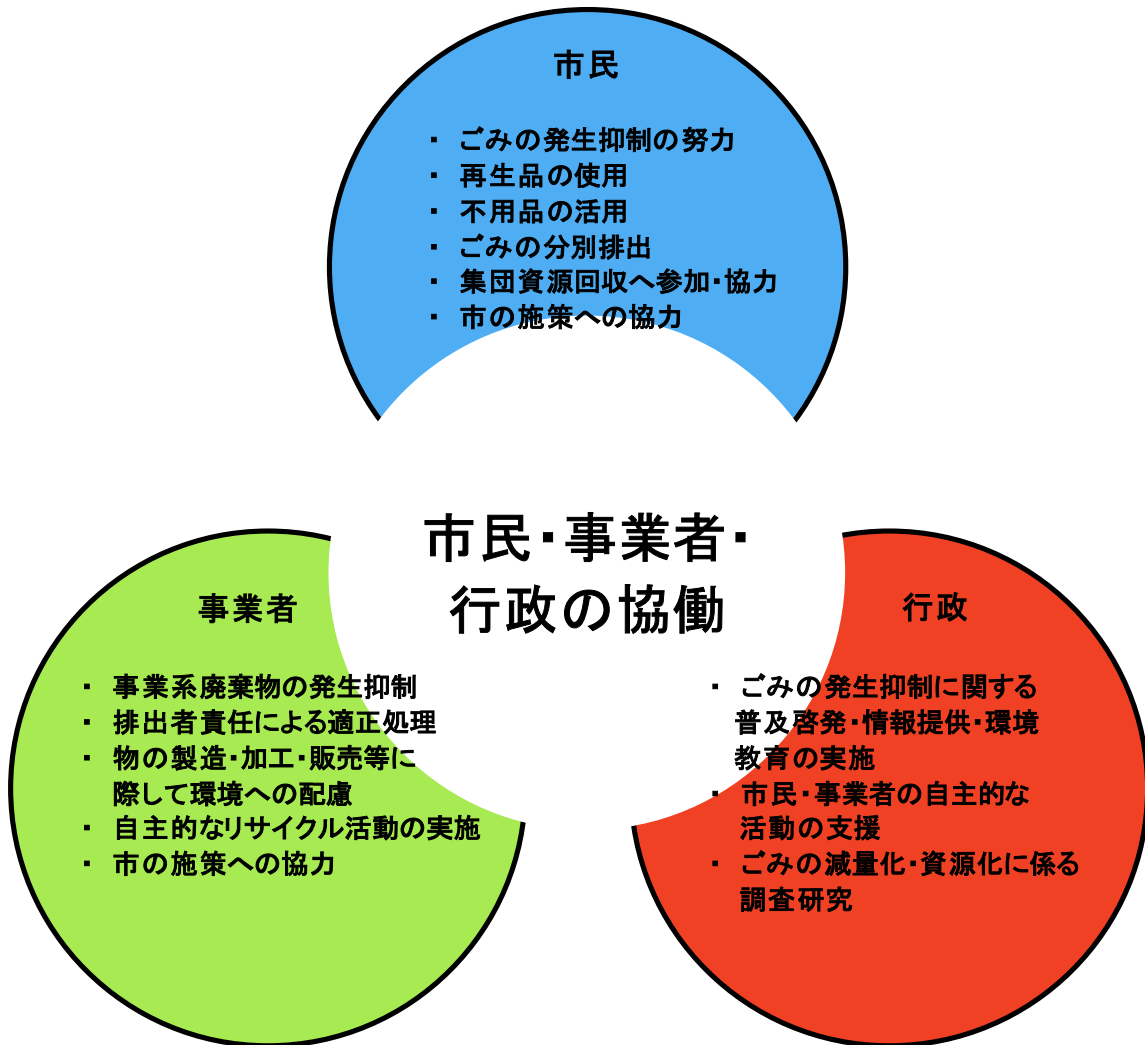 市民
・ ごみの発生抑制の努力
・ 再生品の使用
・ 不用品の活用
・ ごみの分別排出
・ 集団資源回収へ参加・協力
・ 市の施策への協力
市民・事業者・
行政の協働
事業者
・ 事業系廃棄物の発生抑制
・ 排出者責任による適正処理
・ 物の製造・加工・販売等に
際して環境への配慮
・ 自主的なリサイクル活動の実施
・ 市の施策への協力
行政
・ ごみの発生抑制に関する
普及啓発・情報提供・環境
教育の実施
・ 市民・事業者の自主的な
活動の支援
・ ごみの減量化・資源化に係る
調査研究